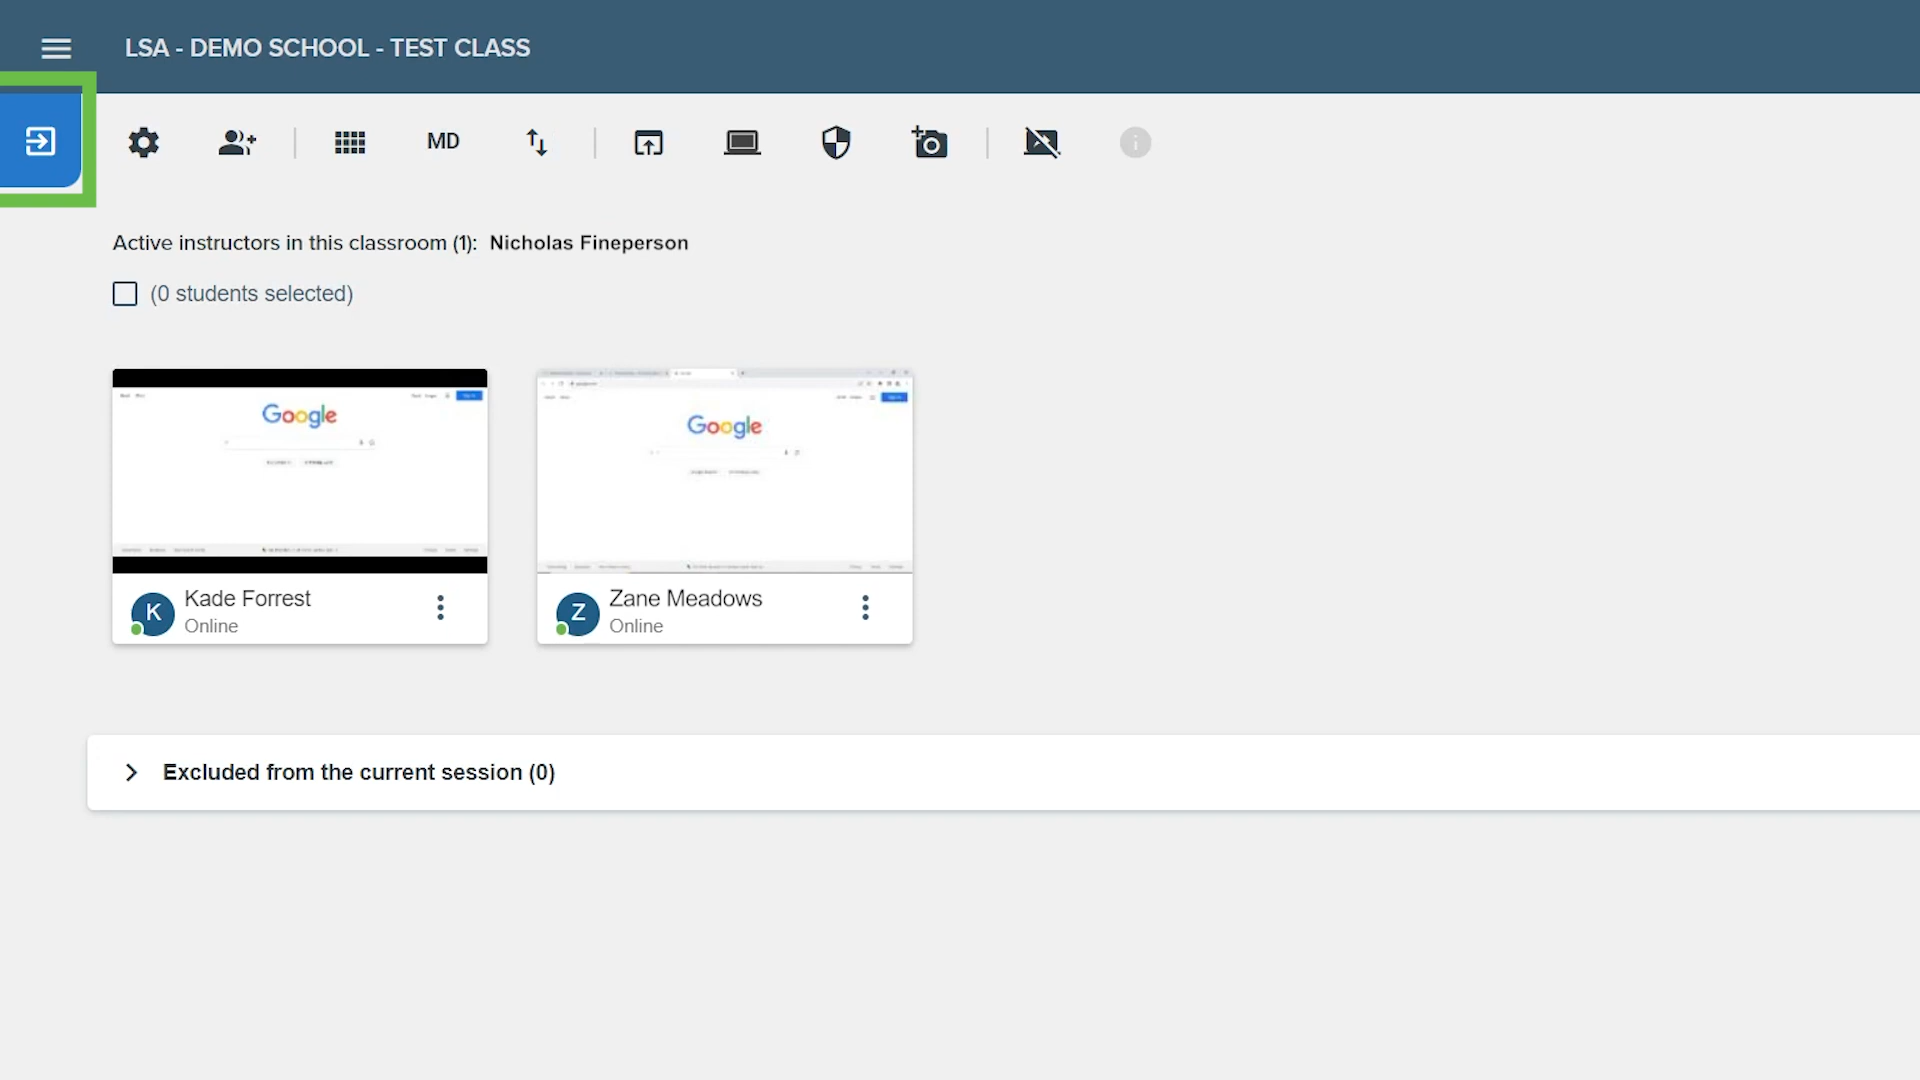 LSA - DEMO SCHOOL - TEST CLASS
MD
Active instructors in this classroom (1): Nicholas Fineperson
(0 students selected)
Google
Google
K
Kade Forrest
Online
Z
Zane Meadows
Online
Excluded from the current session (0)